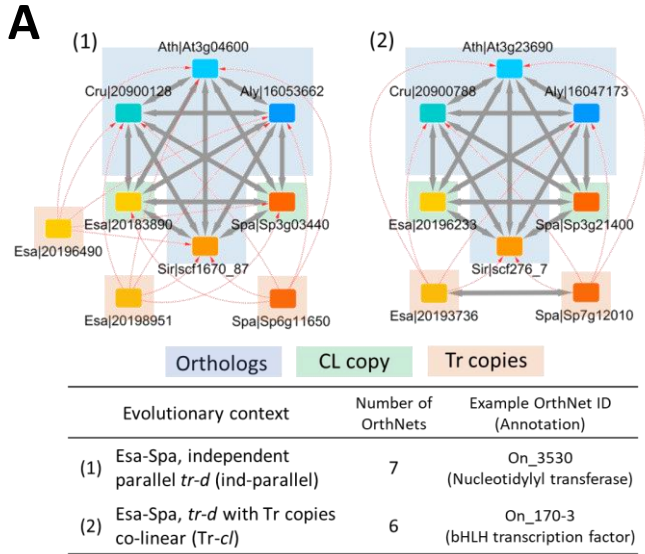 A
(1)
(2)
Ath|At3g04600
Cru|20900128
Aly|16053662
Esa|20183890
Spa|Sp3g03440
Esa|20196490
Sir|scf1670_87
Esa|20198951
Spa|Sp6g11650
Ath|At3g23690
Cru|20900788
Aly|16047173
Esa|20196233
Spa|Sp3g21400
Sir|scf276_7
Esa|20193736
Spa|Sp7g12010
Orthologs CL copy Tr copies
Evolutionary context Number of OrthNets Example OrthNet ID (Annotation)
(1) Esa-Spa, independent parallel tr-d (ind-parallel) 7 On_3530 (Nucleotidylyl transferase)
(2) Esa-Spa, tr-d with Tr copies co-linear (Tr-cl) 6 On_170-3 (bHLH transcription factor)